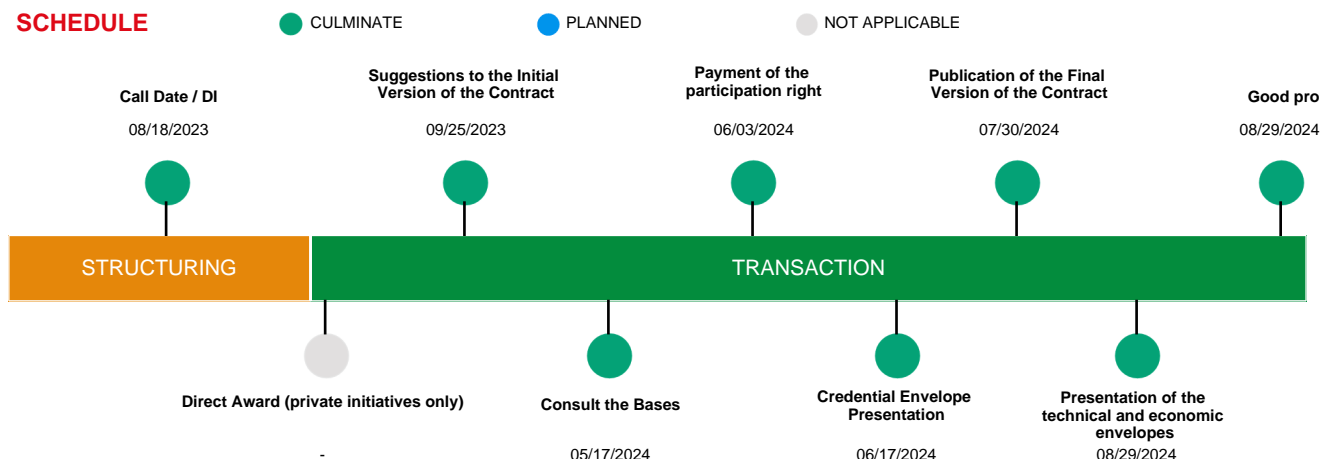 SCHEDULE
CULMINATE
PLANNED
NOT APPLICABLE
Call Date / DI
08/18/2023
Suggestions to the Initial
Version of the Contract
09/25/2023
Payment of the
participation right
06/03/2024
Publication of the Final
Version of the Contract
07/30/2024
Good pro
08/29/2024
STRUCTURING
TRANSACTION
Direct Award (private initiatives only)
-
Consult the Bases
05/17/2024
Credential Envelope
Presentation
06/17/2024
Presentation of the
technical and economic
envelopes
08/29/2024